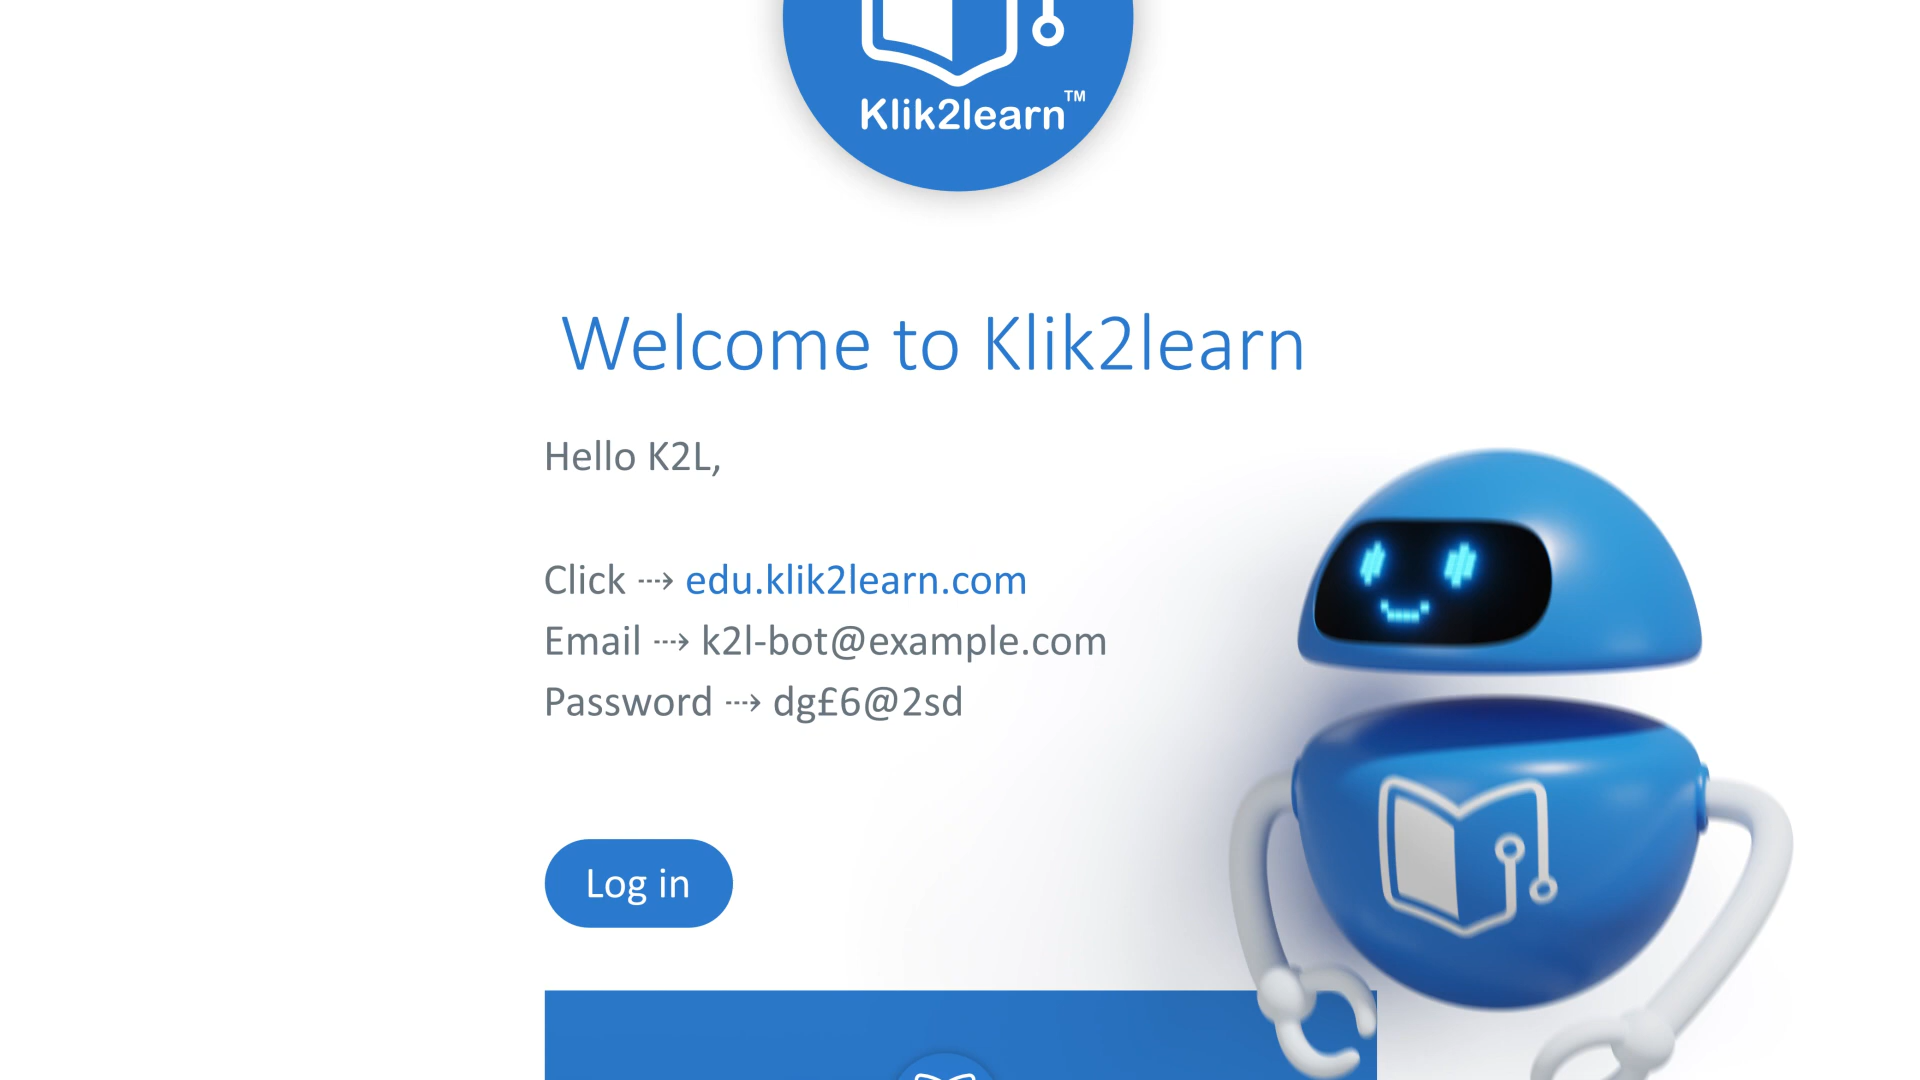 Klik2learn™
Welcome to Klik2learn
Hello K2L,
Click ⤑ edu.klik2learn.com
Email ⤑ k2l-bot@example.com
Password ⤑ dg£6@2sd
Log in